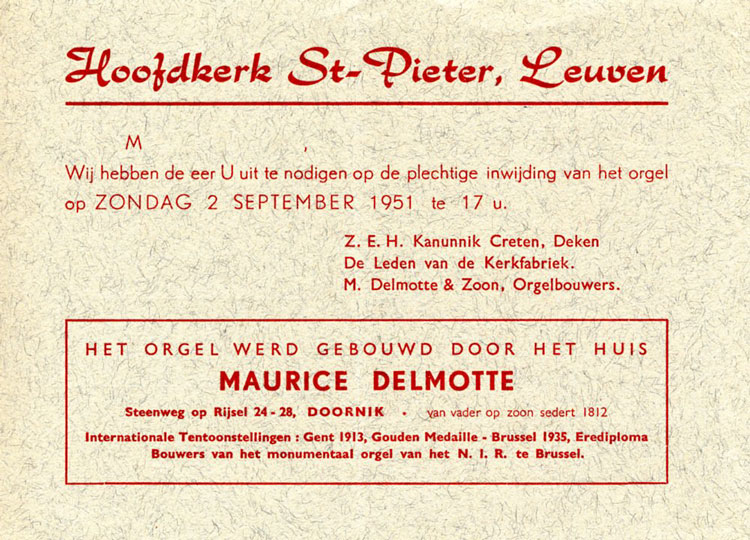 Hoofdkerk St-Pieter, Leuven
M ,
Wij hebben de eer U uit te nodigen op de plechtige inwijding van het orgel
op ZONDAG 2 SEPTEMBER 1951 te 17 u.
Z. E. H. Kanunnik Creten, Deken
De Leden van de Kerkfabriek.
M. Delmotte & Zoon, Orgelbouwers.
HET ORGEL WERD GEBOUWD DOOR HET HUIS
MAURICE DELMOTTE
Steenweg op Rijsel 24-28, DOORNIK • van vader op zoon sedert 1812
Internationale Tentoonstellingen : Gent 1913, Gouden Medaille - Brussel 1935, Erediploma
Bouwers van het monumentaal orgel van het N. I. R. te Brussel.